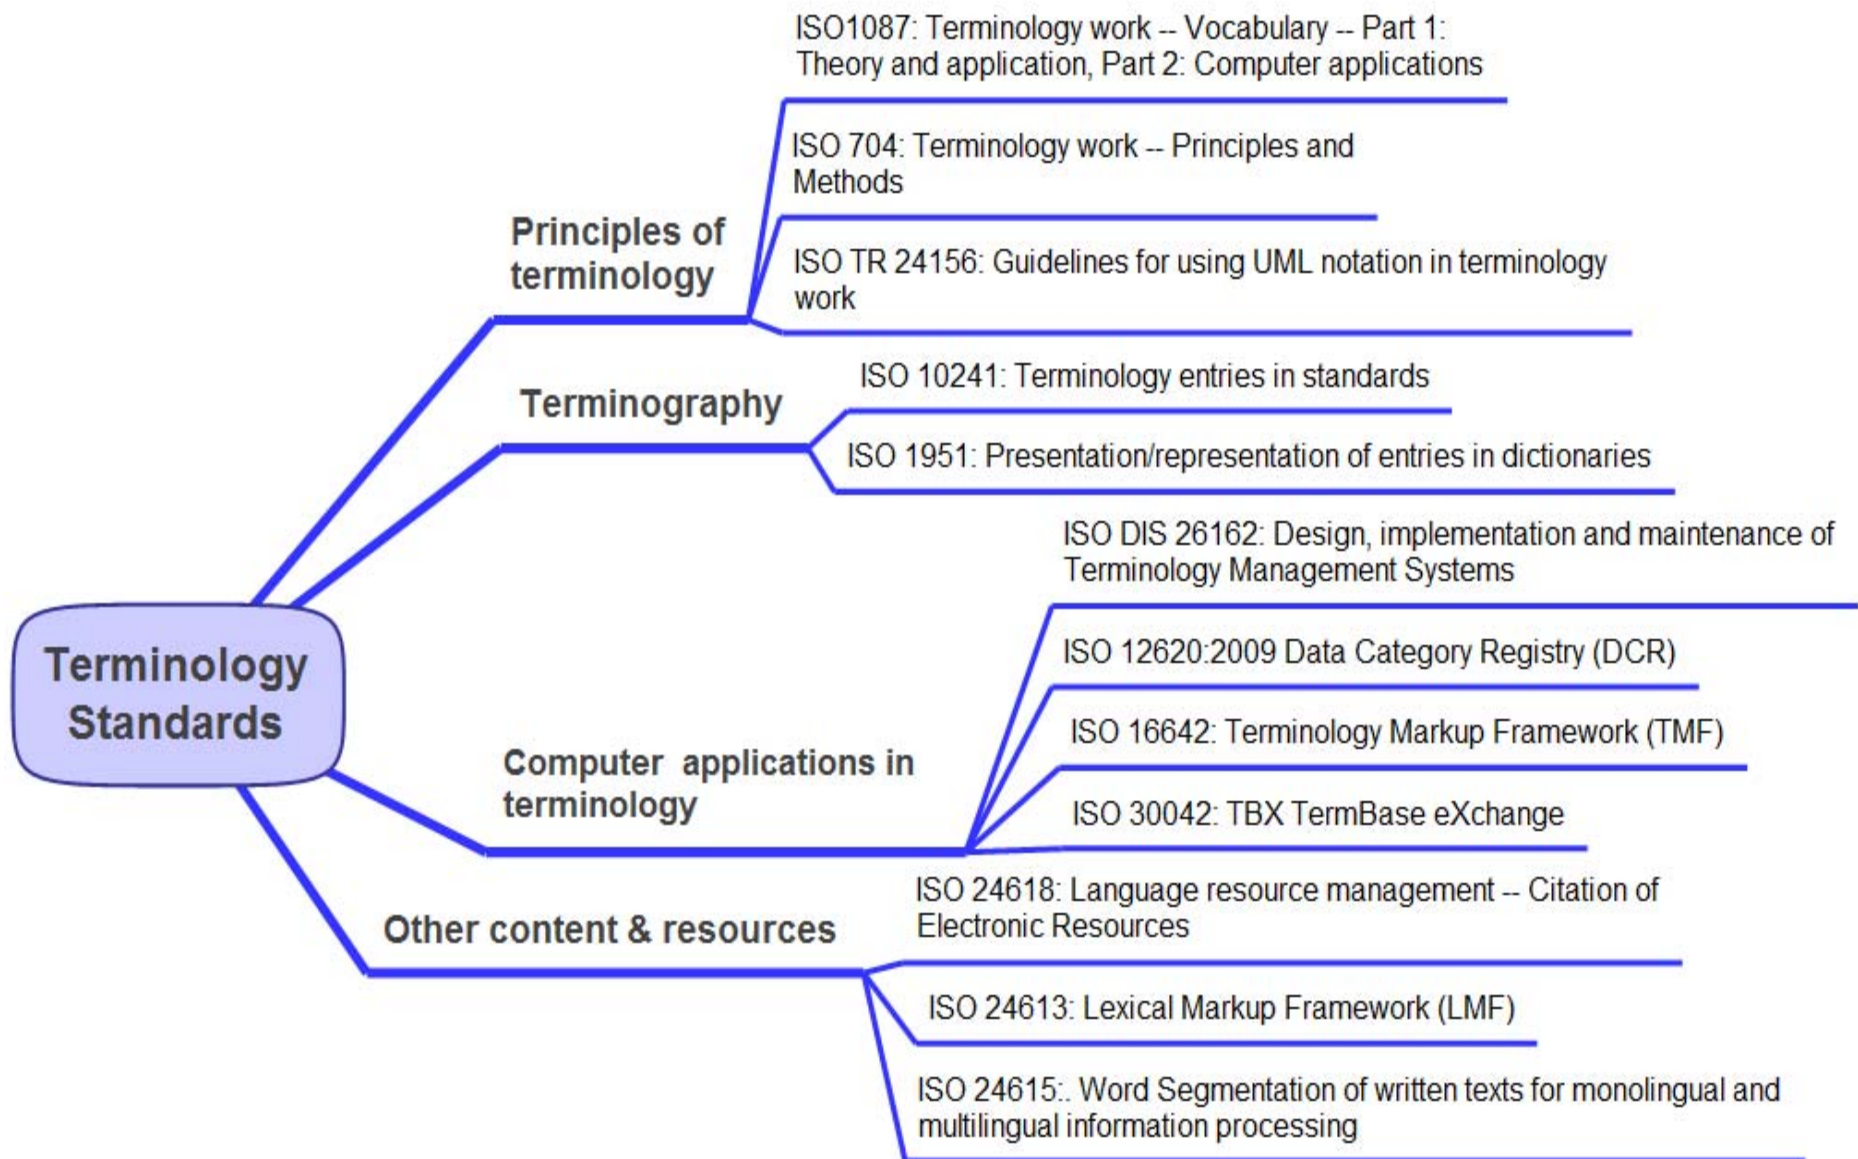 ISO1087: Terminology work -- Vocabulary -- Part 1:
Theory and application, Part 2: Computer applications
ISO 704: Terminology work -- Principles and
Methods
Principles of
terminology
ISO TR 24156: Guidelines for using UML notation in terminology
work
Terminography
ISO 10241: Terminology entries in standards
ISO 1951: Presentation/representation of entries in dictionaries
Terminology
Standards
ISO DIS 26162: Design, implementation and maintenance of
Terminology Management Systems
ISO 12620:2009 Data Category Registry (DCR)
Computer applications in
terminology
ISO 16642: Terminology Markup Framework (TMF)
ISO 30042: TBX TermBase eXchange
Other content & resources
ISO 24618: Language resource management -- Citation of
Electronic Resources
ISO 24613: Lexical Markup Framework (LMF)
ISO 24615:. Word Segmentation of written texts for monolingual and
multilingual information processing